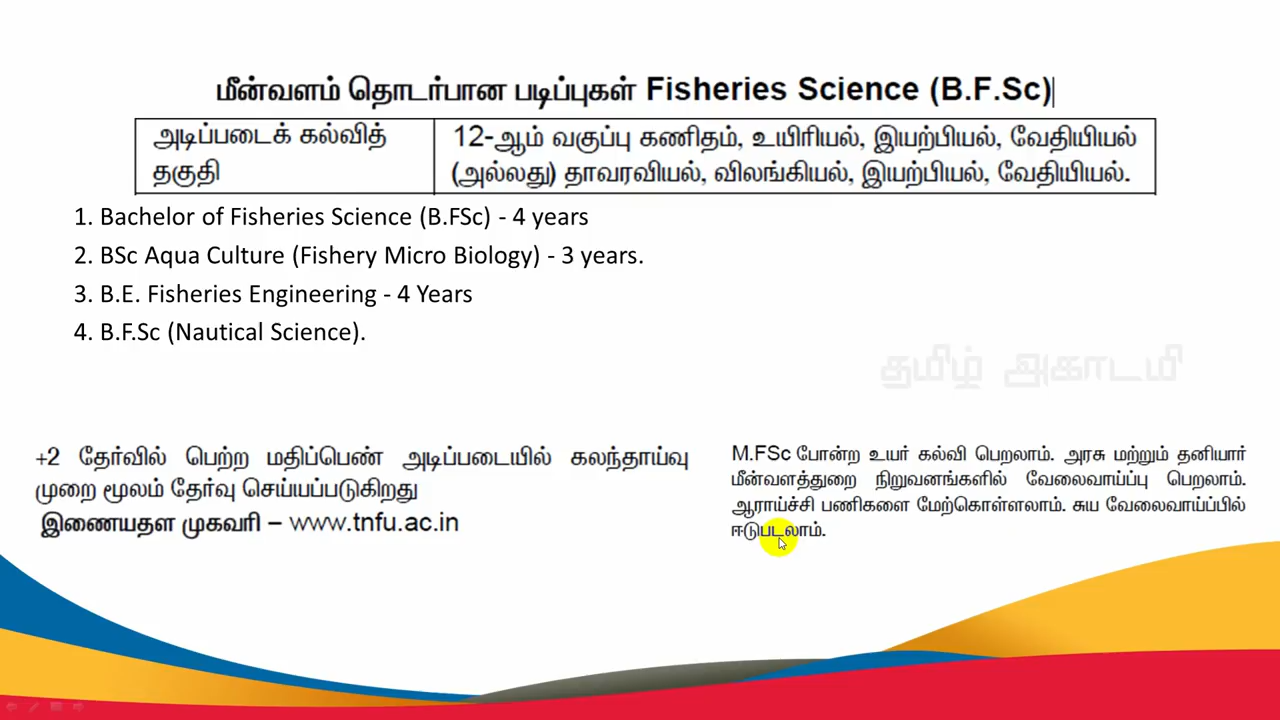 மீன்வளம் தொடர்பான படிப்புகள் Fisheries Science (B.F.Sc)
அடிப்படைக் கல்வித்
தகுதி
12-ஆம் வகுப்பு கணிதம், உயிரியல், இயற்பியல், வேதியியல்
(அல்லது) தாவரவியல், விலங்கியல், இயற்பியல், வேதியியல்.
1. Bachelor of Fisheries Science (B.FSc) - 4 years
2. BSc Aqua Culture (Fishery Micro Biology) - 3 years.
3. B.E. Fisheries Engineering - 4 Years
4. B.F.Sc (Nautical Science).
தமிழ் அகாடமி
+2 தேர்வில் பெற்ற மதிப்பெண் அடிப்படையில் கலந்தாய்வு
முறை மூலம் தேர்வு செய்யப்படுகிறது
இணையதள முகவரி – www.tnfu.ac.in
M.FSc போன்ற உயர் கல்வி பெறலாம். அரசு மற்றும் தனியார்
மீன்வளத்துறை நிறுவனங்களில் வேலைவாய்ப்பு பெறலாம்.
ஆராய்ச்சி பணிகளை மேற்கொள்ளலாம். சுய வேலைவாய்ப்பில்
ஈடுபடலாம்.